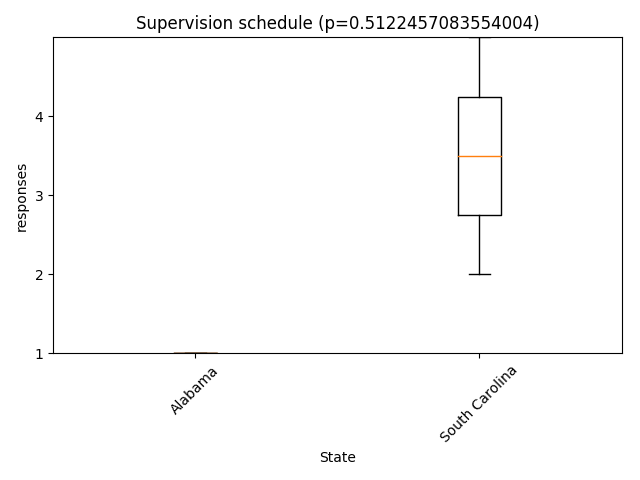 Supervision schedule (p=0.5122457083554004)
responses
4
3
2
1
Alabama
South Carolina
State